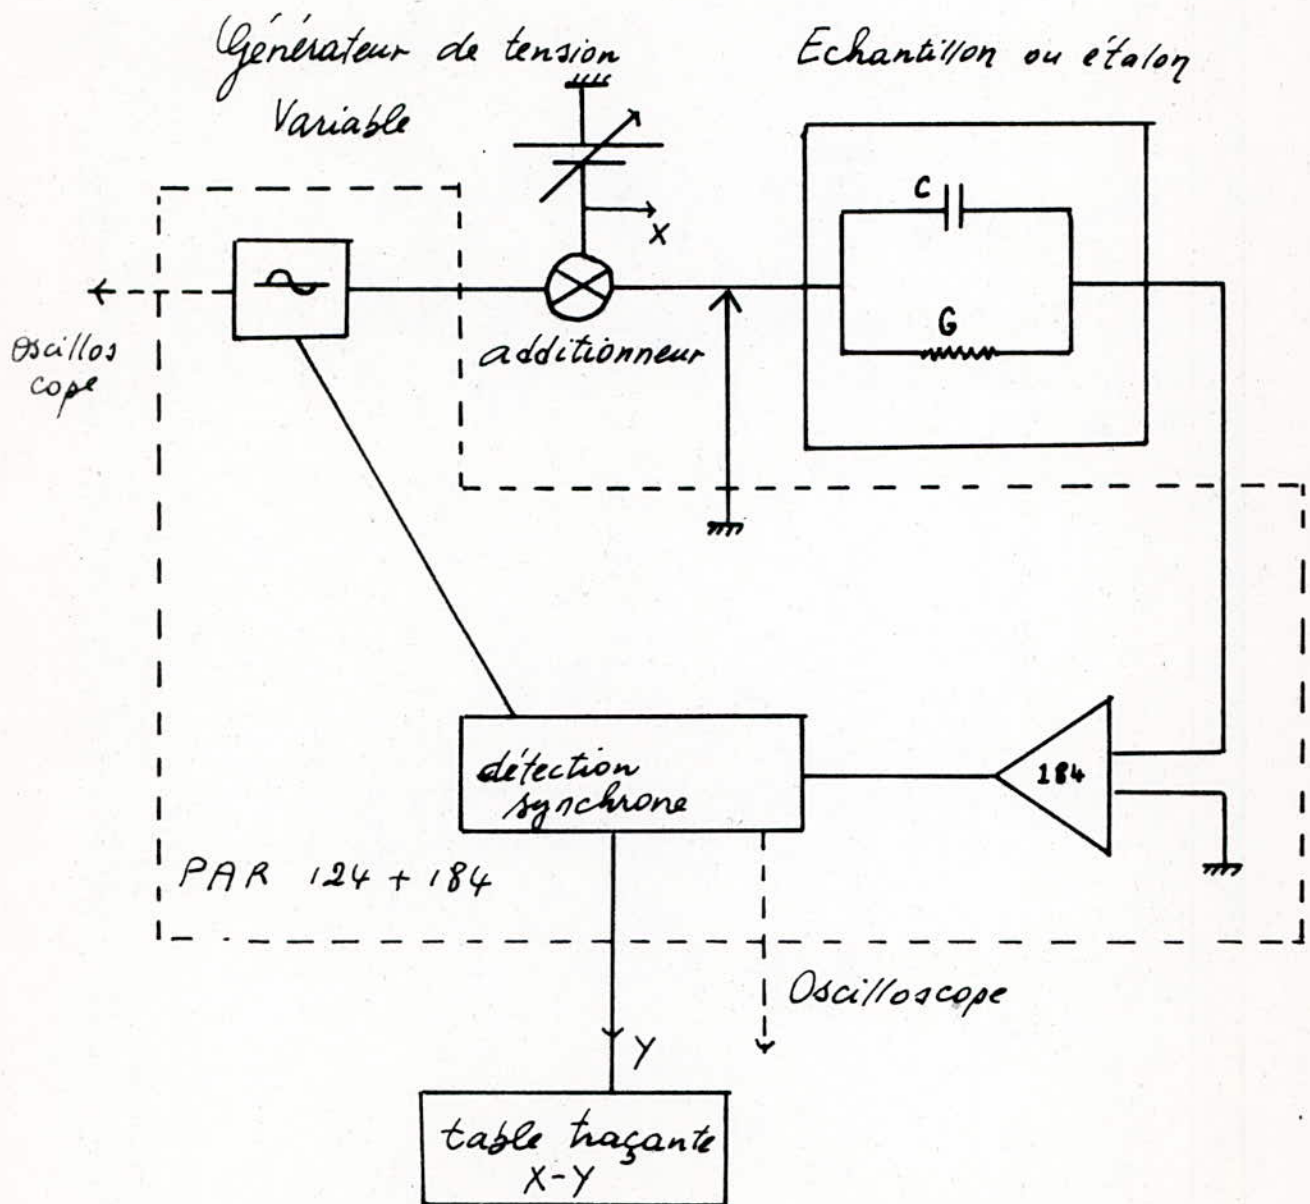 Générateur de tension
Variable
Echantillon ou étalon
X
C
G
additionneur
Oscillos
cope
détection
synchrone
184
PAR 124 + 184
Oscilloscope
Y
table traçante
X-Y